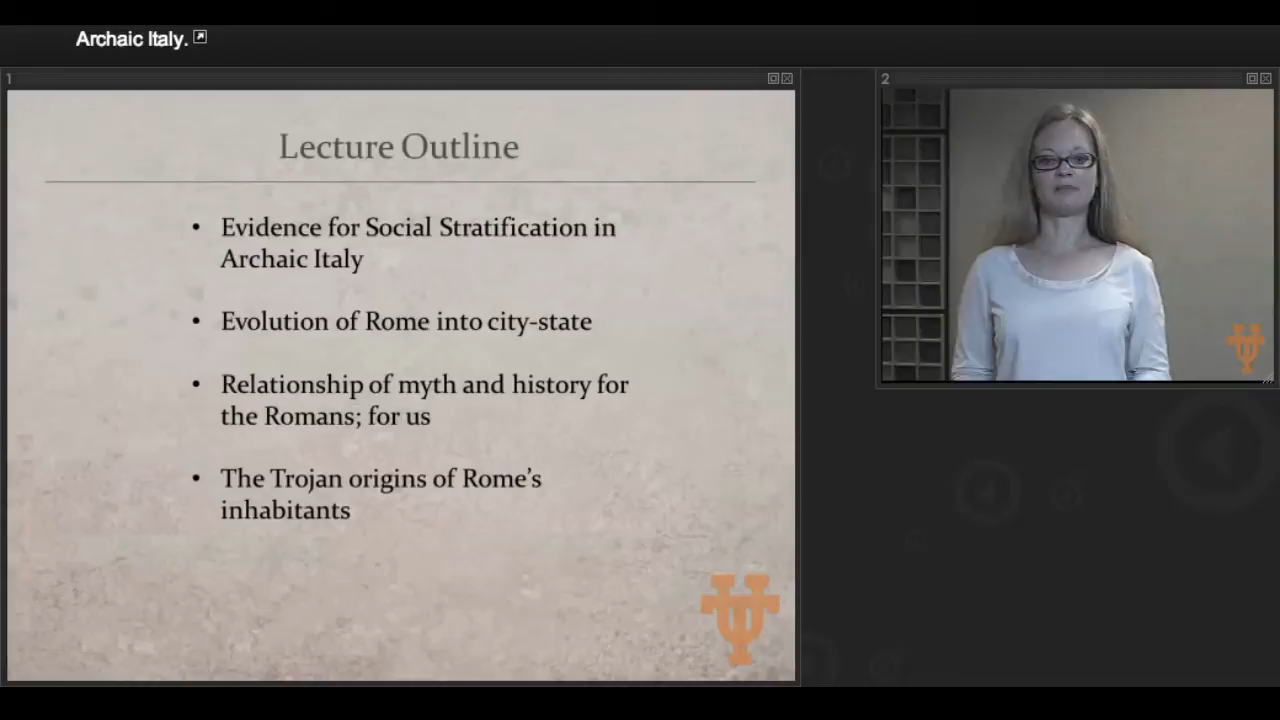 Archaic Italy.
1
2
Lecture Outline
• Evidence for Social Stratification in
Archaic Italy
• Evolution of Rome into city-state
• Relationship of myth and history for
the Romans; for us
• The Trojan origins of Rome's
inhabitants